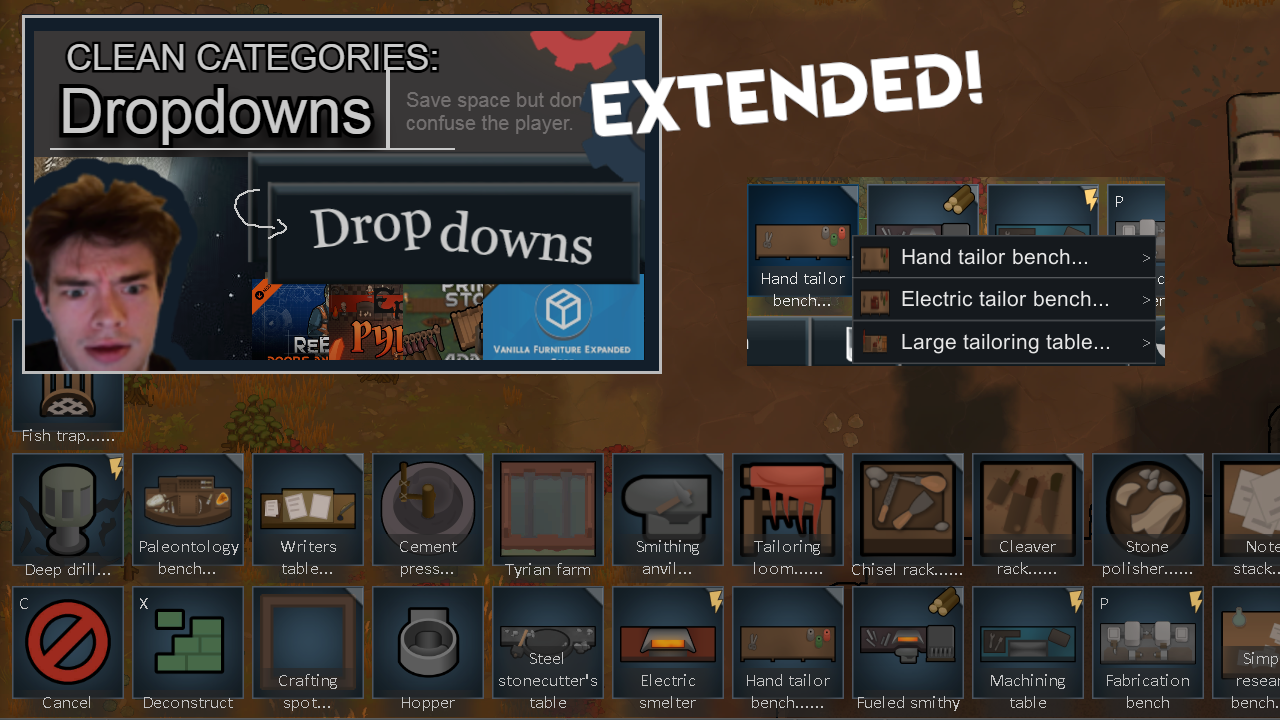 CLEAN CATEGORIES:
Dropdowns
Save space but don
confuse the player.
EXTENDED!
Dropdowns
VANILLA FURNITURE EXPANDED
P
Hand tailor
bench...
Hand tailor bench... >
Electric tailor bench... >
Large tailoring table... >
Fish trap......
Deep drill...
Paleontology
bench...
Writers
table...
Cement
press...
Tyrian farm
Smithing
anvil...
Tailoring
loom......
Chisel rack......
Cleaver
rack......
Stone
polisher......
Note
stack...
C
Cancel
X
Deconstruct
Crafting
spot...
Hopper
Steel
stonecutter's
table
Electric
smelter
Hand tailor
bench......
Fueled smithy
Machining
table
P
Fabrication
bench
Simp
resear
bench.